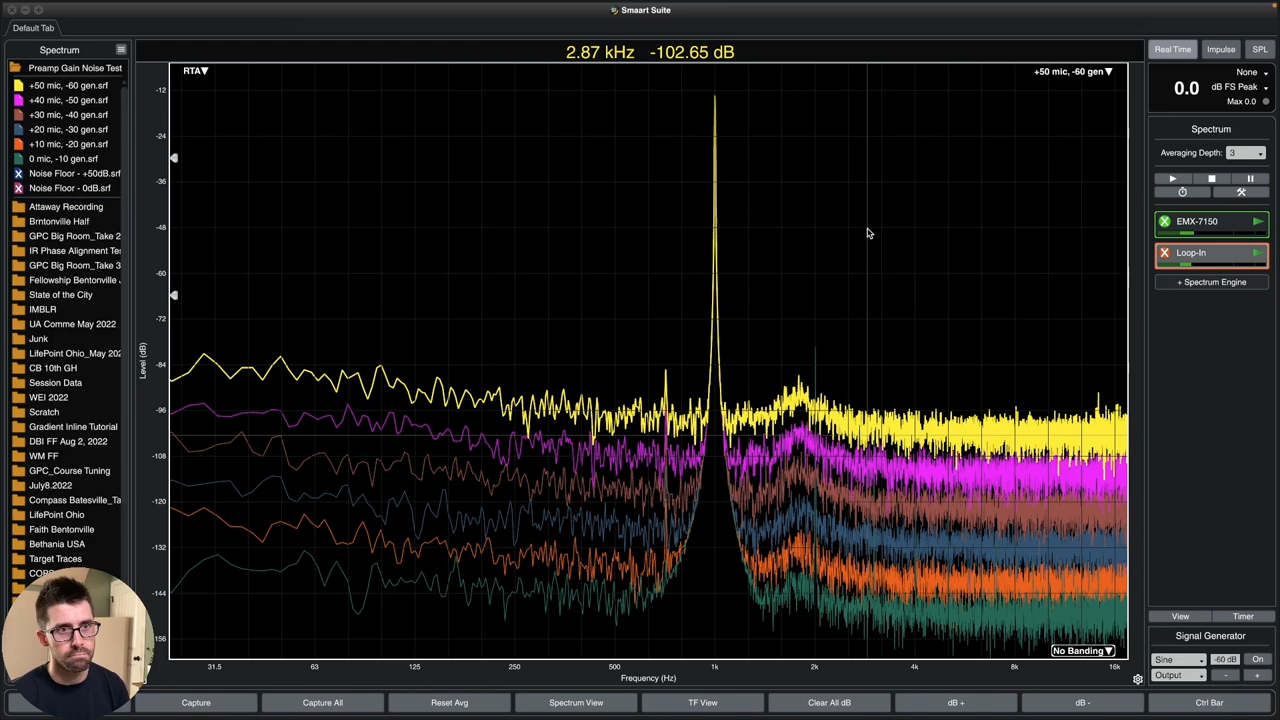 Smaart Suite
Default Tab
Spectrum
Preamp Gain Noise Test
+50 mic, -60 gen.srf
+40 mic, -50 gen.srf
+30 mic, -40 gen.srf
+20 mic, -30 gen.srf
+10 mic, -20 gen.srf
0 mic, -10 gen.srf
Noise Floor - +50dB.srf
Noise Floor - 0dB.srf
Attaway Recording
Brntonville Half
GPC Big Room_Take 2
IR Phase Alignment Te
GPC Big Room_Take 3
Fellowship Bentonville
State of the City
IMBLR
UA Comme May 2022
Junk
LifePoint Ohio_May 202
CB 10th GH
Session Data
WEI 2022
Scratch
Gradient Inline Tutorial
DBI FF Aug 2, 2022
WM FF
GPC_Course Tuning
July8.2022
Compass Batesville_Ta
LifePoint Ohio
Faith Bentonville
Bethania USA
Target Traces
2.87 kHz -102.65 dB
RTA▼
+50 mic, -60 gen▼
-12
-24
-36
-48
-60
-72
-84
-96
-108
-120
-132
-144
-156
Level (dB)
31.5 63 125 250 500 1k 2k 4k 8k 16k
Frequency (Hz)
No Banding▼
Real Time Impulse SPL
None
0.0 dB FS Peak
Max 0.0
Spectrum
Averaging Depth: 3
EMX-7150
Loop-In
+ Spectrum Engine
View Timer
Signal Generator
Sine -60 dB On
Output - +
Capture Capture All Reset Avg Spectrum View TF View Clear All dB dB + dB - Ctrl Bar